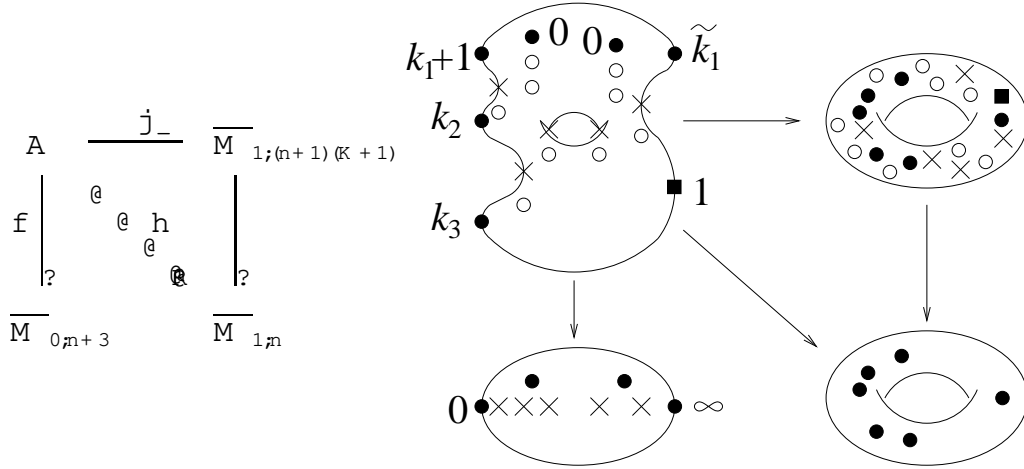 A j_ M 1;(n+1)(K+1)
f h
@
@
@
@
R
? ?
M 0;n+3 M 1;n
k1+1 0 0 k̃1
k2
k3 1
0 ∞